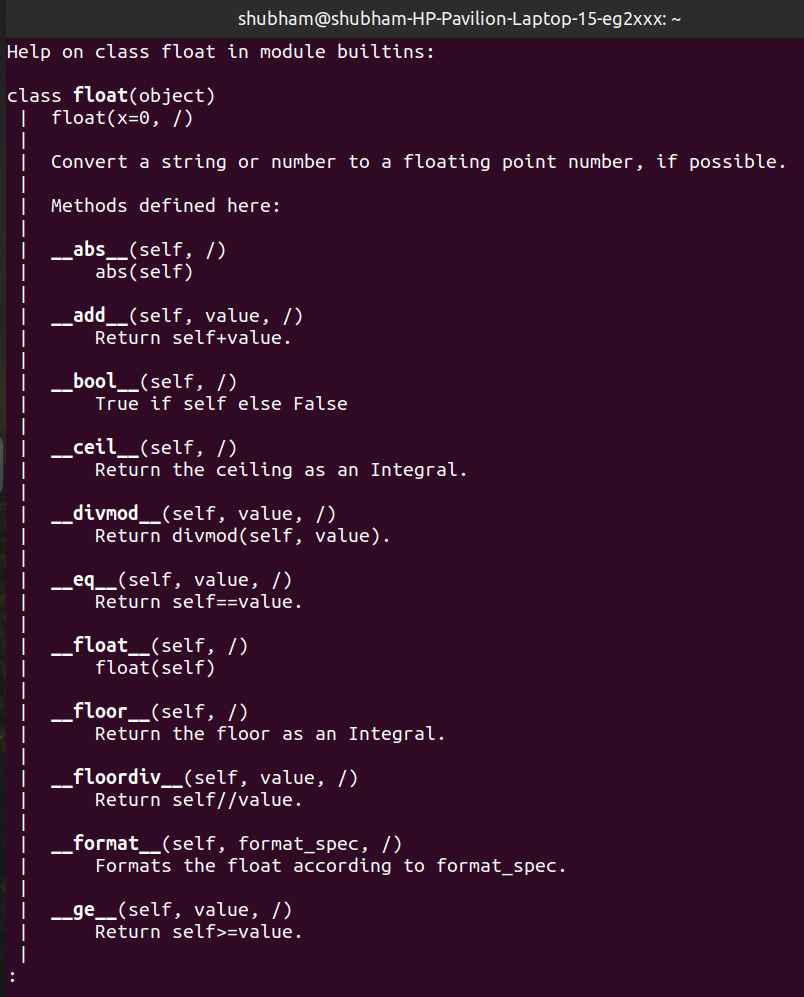 shubham@shubham-HP-Pavilion-Laptop-15-eg2xxx: ~
Help on class float in module builtins:

class float(object)
 |  float(x=0, /)
 |
 |  Convert a string or number to a floating point number, if possible.
 |
 |  Methods defined here:
 |
 |  __abs__(self, /)
 |      abs(self)
 |
 |  __add__(self, value, /)
 |      Return self+value.
 |
 |  __bool__(self, /)
 |      True if self else False
 |
 |  __ceil__(self, /)
 |      Return the ceiling as an Integral.
 |
 |  __divmod__(self, value, /)
 |      Return divmod(self, value).
 |
 |  __eq__(self, value, /)
 |      Return self==value.
 |
 |  __float__(self, /)
 |      float(self)
 |
 |  __floor__(self, /)
 |      Return the floor as an Integral.
 |
 |  __floordiv__(self, value, /)
 |      Return self//value.
 |
 |  __format__(self, format_spec, /)
 |      Formats the float according to format_spec.
 |
 |  __ge__(self, value, /)
 |      Return self>=value.
 |
: